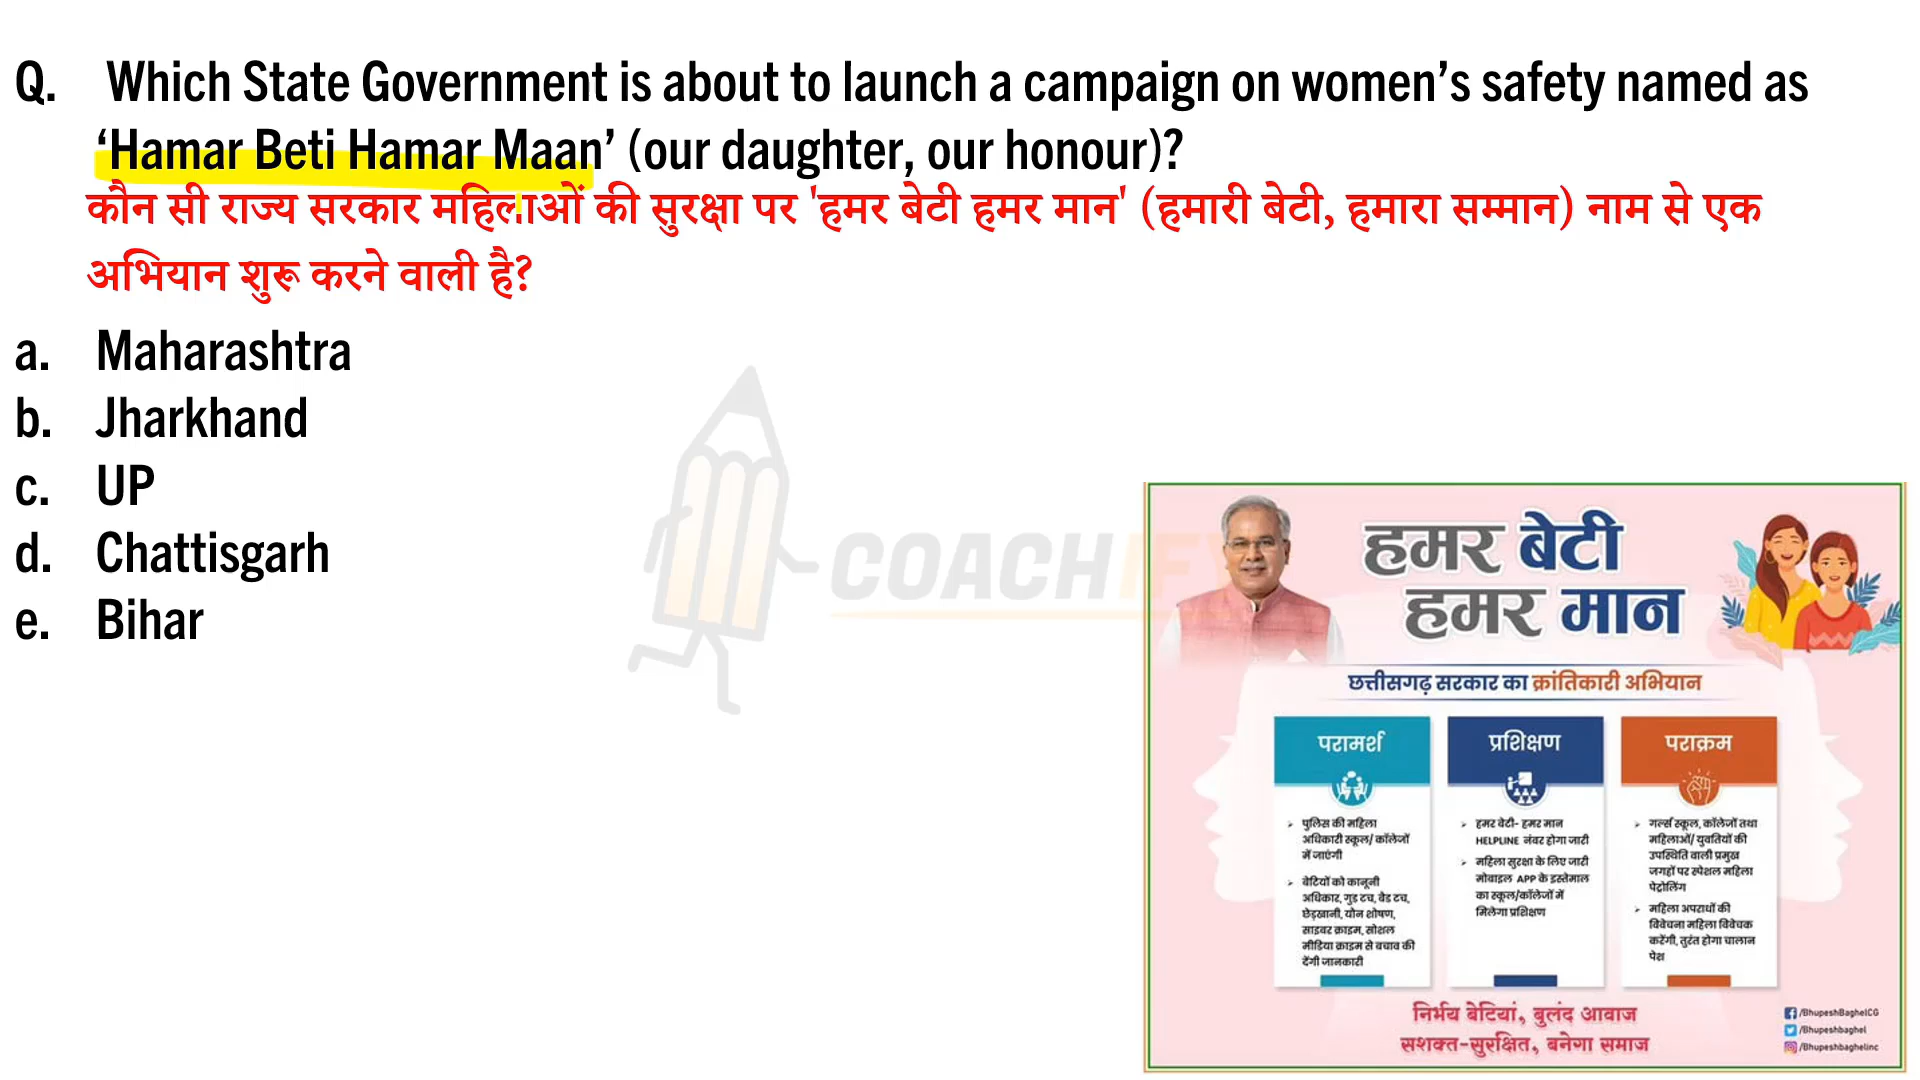 Q. Which State Government is about to launch a campaign on women’s safety named as
‘Hamar Beti Hamar Maan’ (our daughter, our honour)?
कौन सी राज्य सरकार महिलाओं की सुरक्षा पर 'हमर बेटी हमर मान' (हमारी बेटी, हमारा सम्मान) नाम से एक
अभियान शुरू करने वाली है?
a. Maharashtra
b. Jharkhand
c. UP
d. Chattisgarh
e. Bihar
COACHIFY
हमर बेटी
हमर मान
छत्तीसगढ़ सरकार का क्रांतिकारी अभियान
परामर्श
पुलिस की महिला
अधिकारी स्कूल/ कॉलेजों
में जाएंगी
बेटियों को कानूनी
अधिकार, गुड टच, बैड टच,
छेड़खानी, यौन शोषण,
साइबर क्राइम, सोशल
मीडिया क्राइम से बचाव की
देंगी जानकारी
प्रशिक्षण
हमर बेटी- हमर मान
HELPLINE नंबर होगा जारी
महिला सुरक्षा के लिए जारी
मोबाइल APP के इस्तेमाल
का स्कूल/कॉलेजों में
मिलेगा प्रशिक्षण
पराक्रम
गर्ल्स स्कूल, कॉलेजों तथा
महिलाओं/ युवतियों की
उपस्थिति वाली प्रमुख
जगहों पर स्पेशल महिला
पेट्रोलिंग
महिला अपराधों की
विवेचना महिला विवेचक
करेंगी, तुरंत होगा चालान
पेश
निर्भय बेटियां, बुलंद आवाज
सशक्त-सुरक्षित, बनेगा समाज
/BhupeshBaghelCG
/Bhupeshbaghel
/Bhupeshbaghelinc